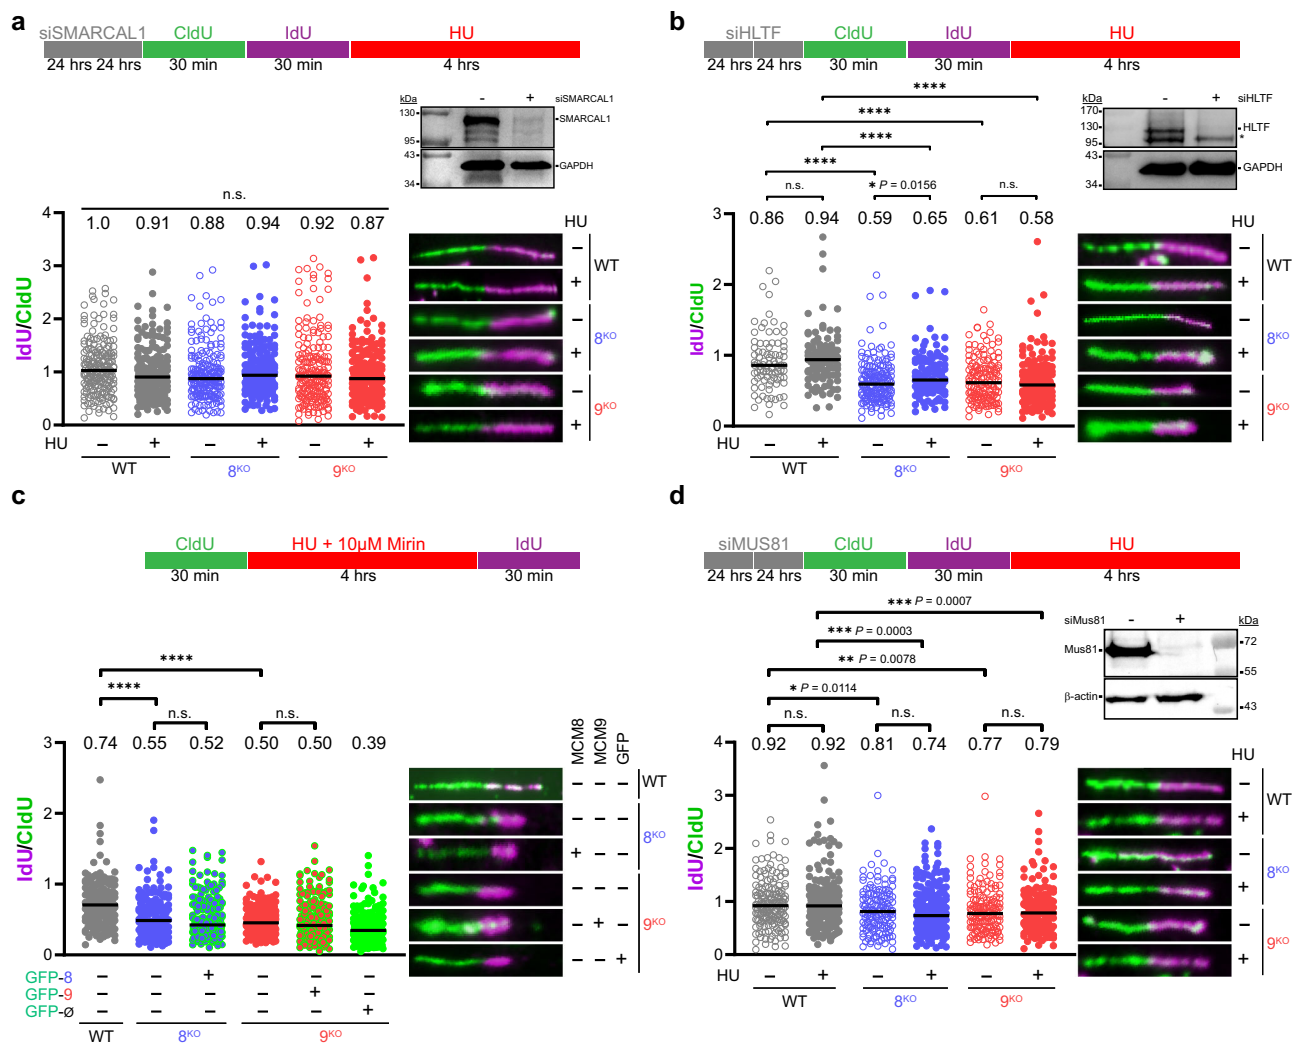 a
siSMARCAL1 CldU IdU HU
24 hrs 24 hrs 30 min 30 min 4 hrs
kDa - + siSMARCAL1
130
SMARCAL1
95
43
GAPDH
34
n.s.
4 1.0 0.91 0.88 0.94 0.92 0.87
3
2
1
0
IdU/CldU
HU − + − + − +
WT 8KO 9KO
HU
− WT
+
− 8KO
+
− 9KO
+
b
siHLTF CldU IdU HU
24 hrs 24 hrs 30 min 30 min 4 hrs
kDa - + siHLTF
170
130 HLTF
95 *
43
GAPDH
34
****
****
****
****
n.s. * P = 0.0156 n.s.
3 0.86 0.94 0.59 0.65 0.61 0.58
2
1
0
IdU/CldU
HU − + − + − +
WT 8KO 9KO
HU
− WT
+
− 8KO
+
− 9KO
+
c
CldU HU + 10µM Mirin IdU
30 min 4 hrs 30 min
****
****
n.s. n.s.
3 0.74 0.55 0.52 0.50 0.50 0.39
2
1
0
IdU/CldU
GFP-8 − − + − − −
GFP-9 − − − − + −
GFP-ø − − − − − +
WT 8KO 9KO
MCM8 MCM9 GFP
− − − WT
− − − 8KO
+ − −
− − − 9KO
− + −
− − +
d
siMUS81 CldU IdU HU
24 hrs 24 hrs 30 min 30 min 4 hrs
siMus81 - + kDa
Mus81 72
55
β-actin 43
*** P = 0.0007
*** P = 0.0003
** P = 0.0078
* P = 0.0114
n.s. n.s. n.s.
4 0.92 0.92 0.81 0.74 0.77 0.79
3
2
1
0
IdU/CldU
HU − + − + − +
WT 8KO 9KO
HU
− WT
+
− 8KO
+
− 9KO
+